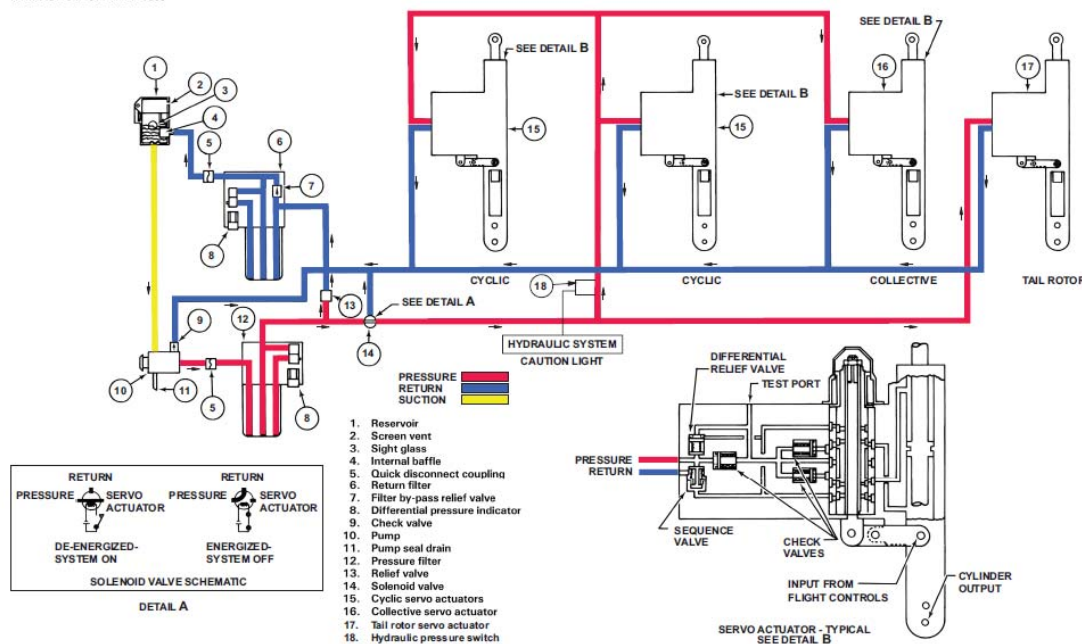 1
2
3
4
5
6
7
8
SEE DETAIL B
15
CYCLIC
SEE DETAIL B
15
CYCLIC
SEE DETAIL B
16
COLLECTIVE
17
TAIL ROTOR
18
HYDRAULIC SYSTEM
CAUTION LIGHT
13
SEE DETAIL A
14
9
12
10
11
5
8
PRESSURE
RETURN
SUCTION
1. Reservoir
2. Screen vent
3. Sight glass
4. Internal baffle
5. Quick disconnect coupling
6. Return filter
7. Filter by-pass relief valve
8. Differential pressure indicator
9. Check valve
10. Pump
11. Pump seal drain
12. Pressure filter
13. Relief valve
14. Solenoid valve
15. Cyclic servo actuators
16. Collective servo actuator
17. Tail rotor servo actuator
18. Hydraulic pressure switch
RETURN
PRESSURE
SERVO
ACTUATOR
DE-ENERGIZED-
SYSTEM ON
RETURN
PRESSURE
SERVO
ACTUATOR
ENERGIZED-
SYSTEM OFF
SOLENOID VALVE SCHEMATIC
DETAIL A
DIFFERENTIAL
RELIEF VALVE
TEST PORT
PRESSURE
RETURN
SEQUENCE
VALVE
CHECK
VALVES
INPUT FROM
FLIGHT CONTROLS
CYLINDER
OUTPUT
SERVO ACTUATOR - TYPICAL
SEE DETAIL B